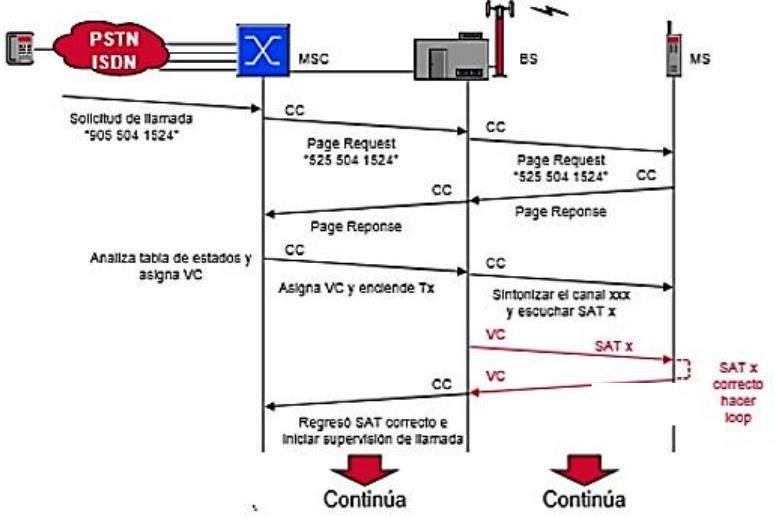 PSTN
ISDN
MSC
BS
MS
Solicitud de llamada
"905 504 1524"
CC
Page Request
"525 504 1524"
CC
Page Request
"525 504 1524"
CC
Page Reponse
CC
Page Reponse
Analiza tabla de estados y
asigna VC
CC
Asigna VC y enciende Tx
CC
Sintonizar el canal xxx
y escuchar SAT x
VC
SAT x
VC
SAT x
correcto
hacer
loop
CC
Regresó SAT correcto e
iniciar supervisión de llamada
Continúa
Continúa